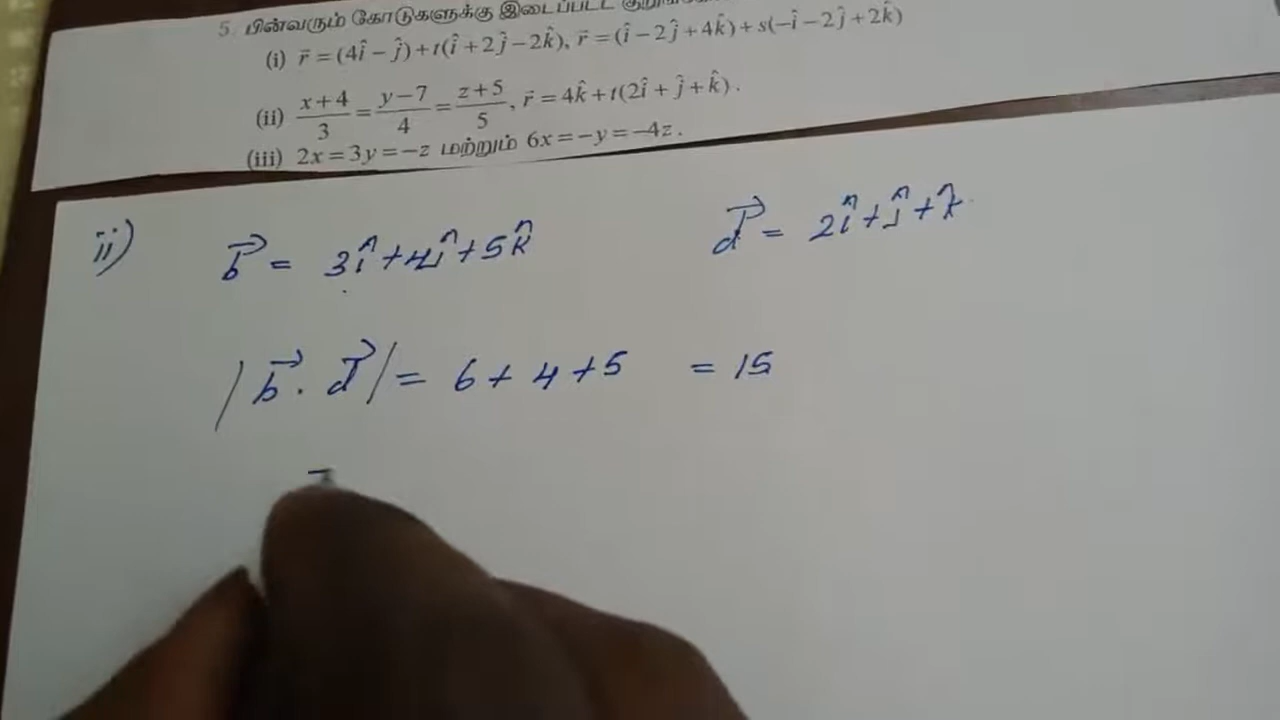 5. பின்வரும் கோடுகளுக்கு இடைப்பட்ட
(i) r⃗ = (4î − ĵ) + t(î + 2ĵ − 2k̂), r⃗ = (î − 2ĵ + 4k̂) + s(−î − 2ĵ + 2k̂)
(ii) (x+4)/3 = (y−7)/4 = (z+5)/5, r⃗ = 4k̂ + t(2î + ĵ + k̂).
(iii) 2x = 3y = −z மற்றும் 6x = −y = −4z.
ii) b⃗ = 3î + 4ĵ + 5k̂ d⃗ = 2î + ĵ + k̂
|b⃗ . d⃗| = 6 + 4 + 5 = 15